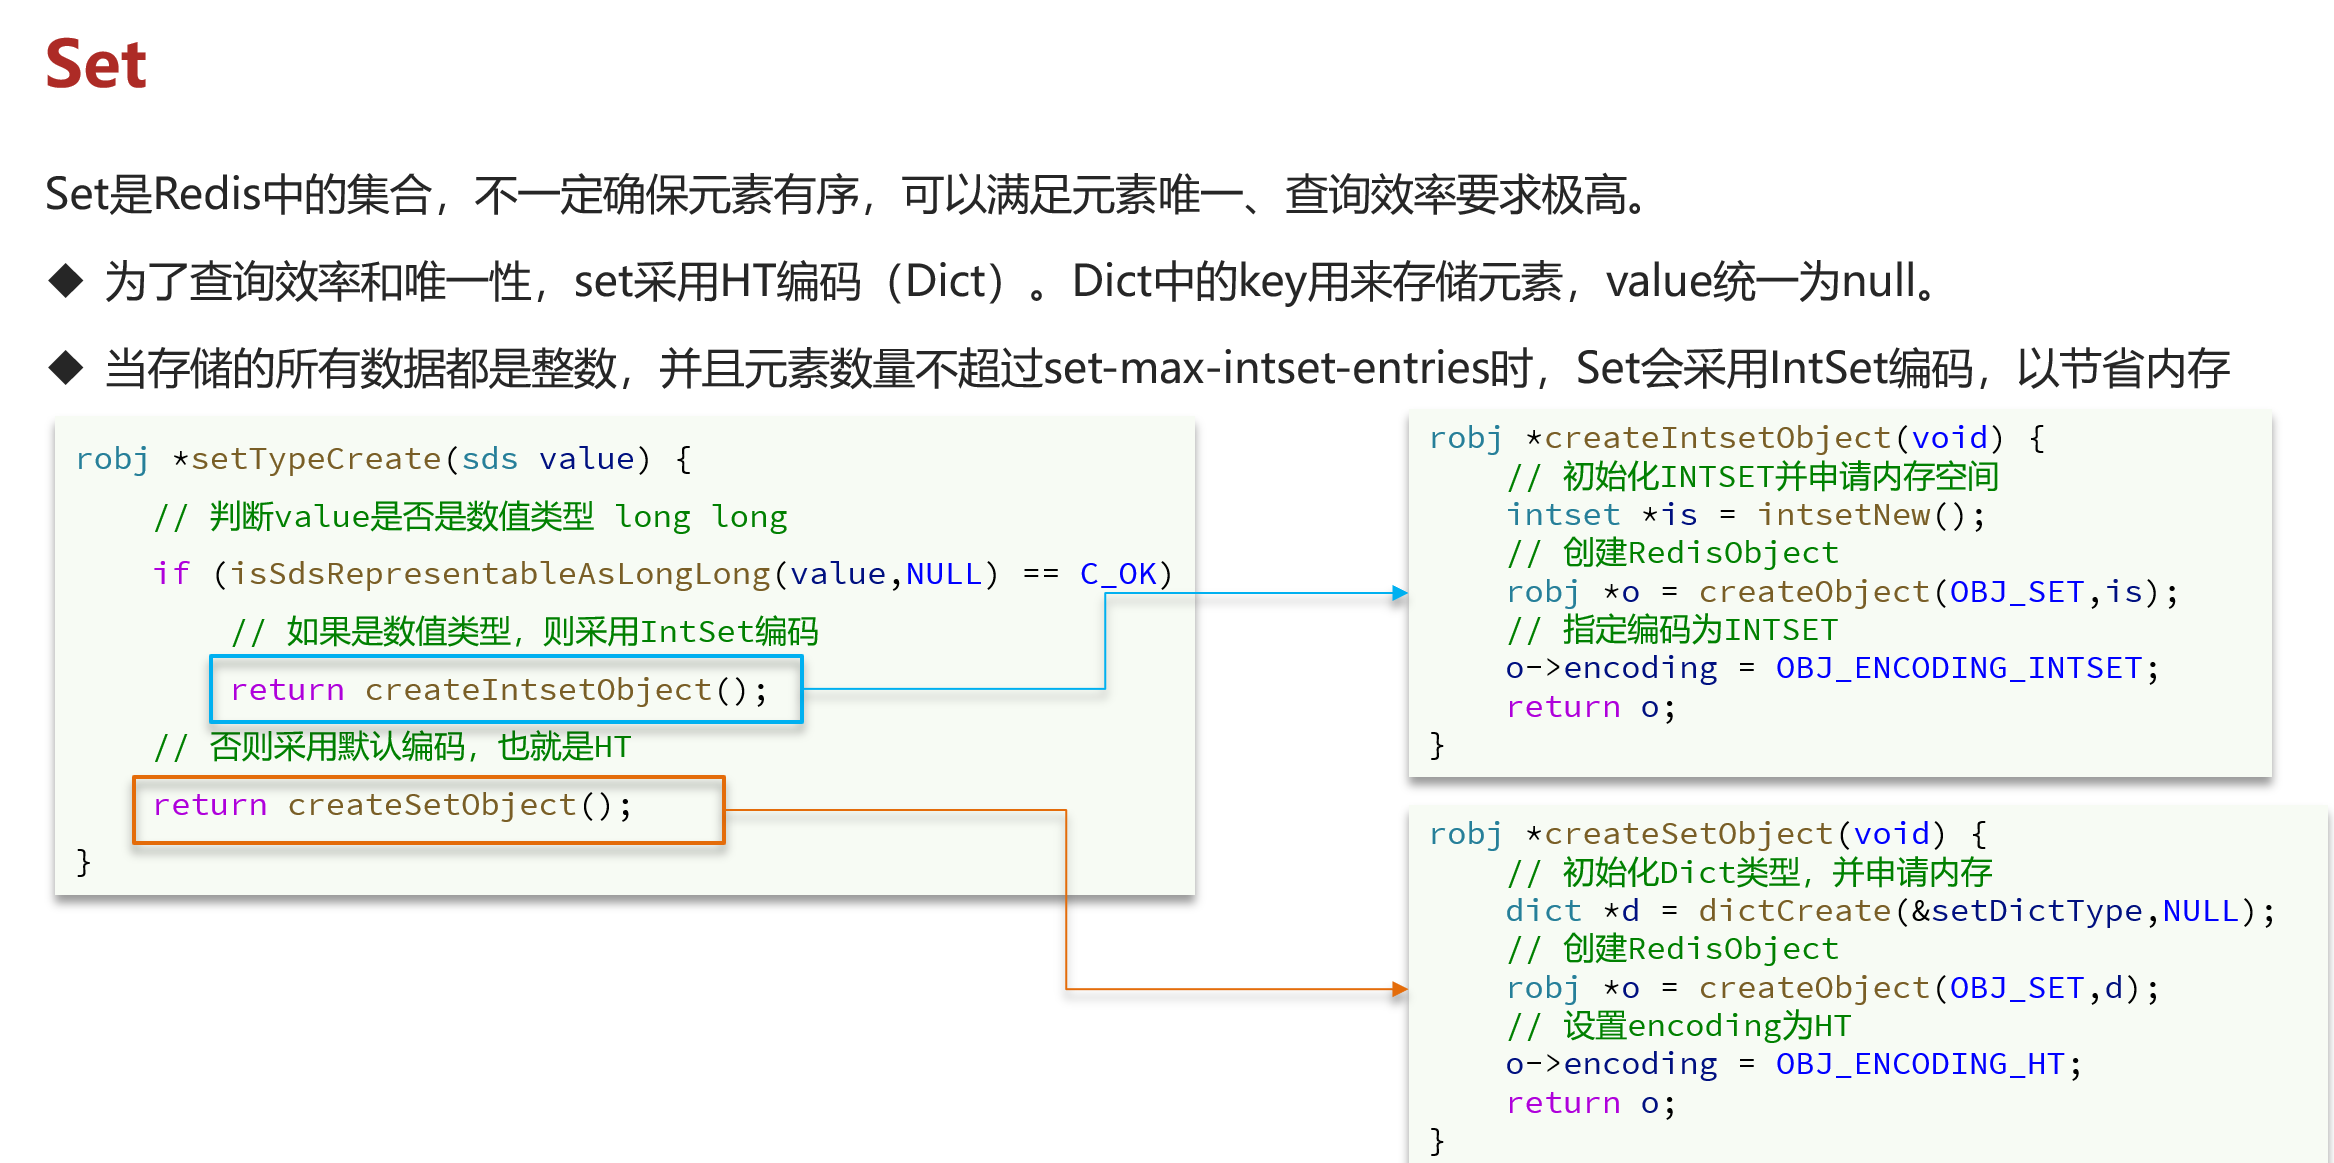 Set
Set是Redis中的集合，不一定确保元素有序，可以满足元素唯一、查询效率要求极高。
◆ 为了查询效率和唯一性，set采用HT编码（Dict）。Dict中的key用来存储元素，value统一为null。
◆ 当存储的所有数据都是整数，并且元素数量不超过set-max-intset-entries时，Set会采用IntSet编码，以节省内存
robj *setTypeCreate(sds value) {
    // 判断value是否是数值类型 long long
    if (isSdsRepresentableAsLongLong(value,NULL) == C_OK)
        // 如果是数值类型，则采用IntSet编码
        return createIntsetObject();
    // 否则采用默认编码，也就是HT
    return createSetObject();
}
robj *createIntsetObject(void) {
    // 初始化INTSET并申请内存空间
    intset *is = intsetNew();
    // 创建RedisObject
    robj *o = createObject(OBJ_SET,is);
    // 指定编码为INTSET
    o->encoding = OBJ_ENCODING_INTSET;
    return o;
}
robj *createSetObject(void) {
    // 初始化Dict类型，并申请内存
    dict *d = dictCreate(&setDictType,NULL);
    // 创建RedisObject
    robj *o = createObject(OBJ_SET,d);
    // 设置encoding为HT
    o->encoding = OBJ_ENCODING_HT;
    return o;
}